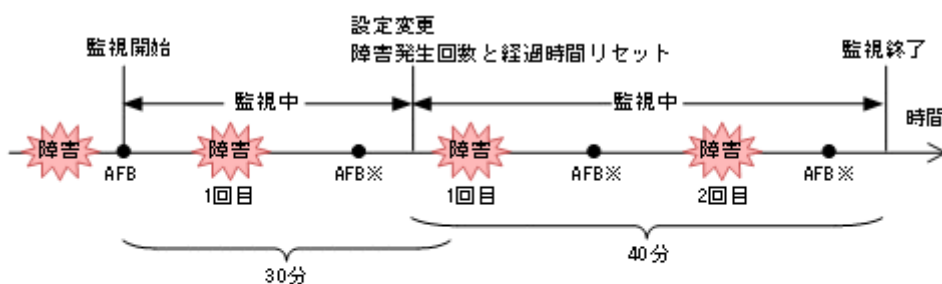 設定変更
監視開始
障害発生回数と経過時間リセット
監視終了
監視中
監視中
時間
障害
障害
障害
障害
AFB
AFB※
AFB※
AFB※
1回目
1回目
2回目
30分
40分